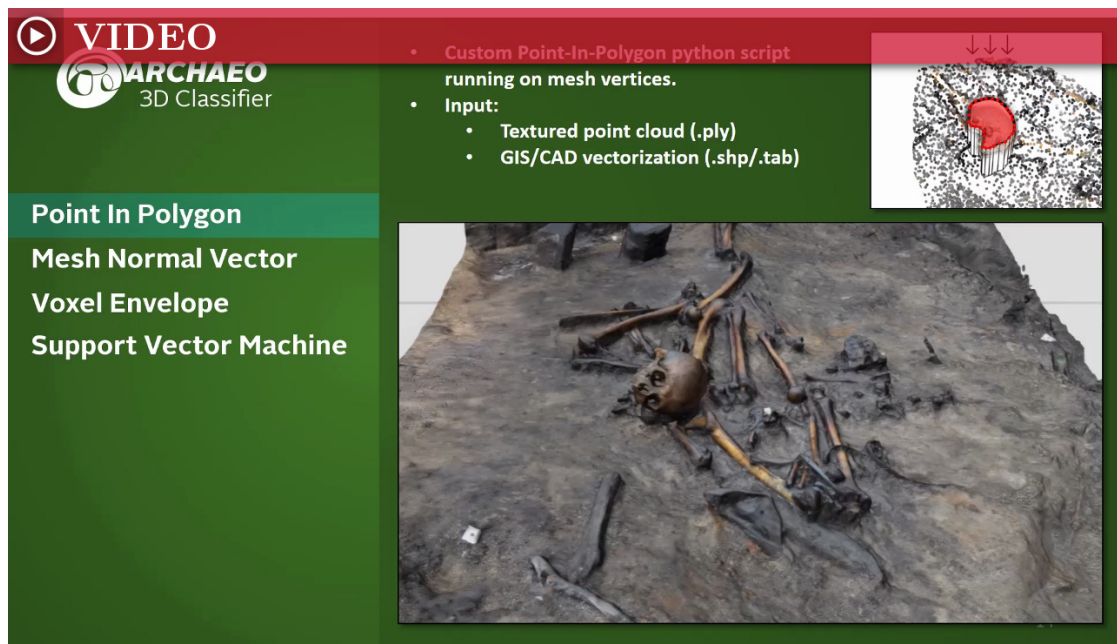 VIDEO
ARCHAEO
3D Classifier
• Custom Point-In-Polygon python script
running on mesh vertices.
• Input:
• Textured point cloud (.ply)
• GIS/CAD vectorization (.shp/.tab)
Point In Polygon
Mesh Normal Vector
Voxel Envelope
Support Vector Machine